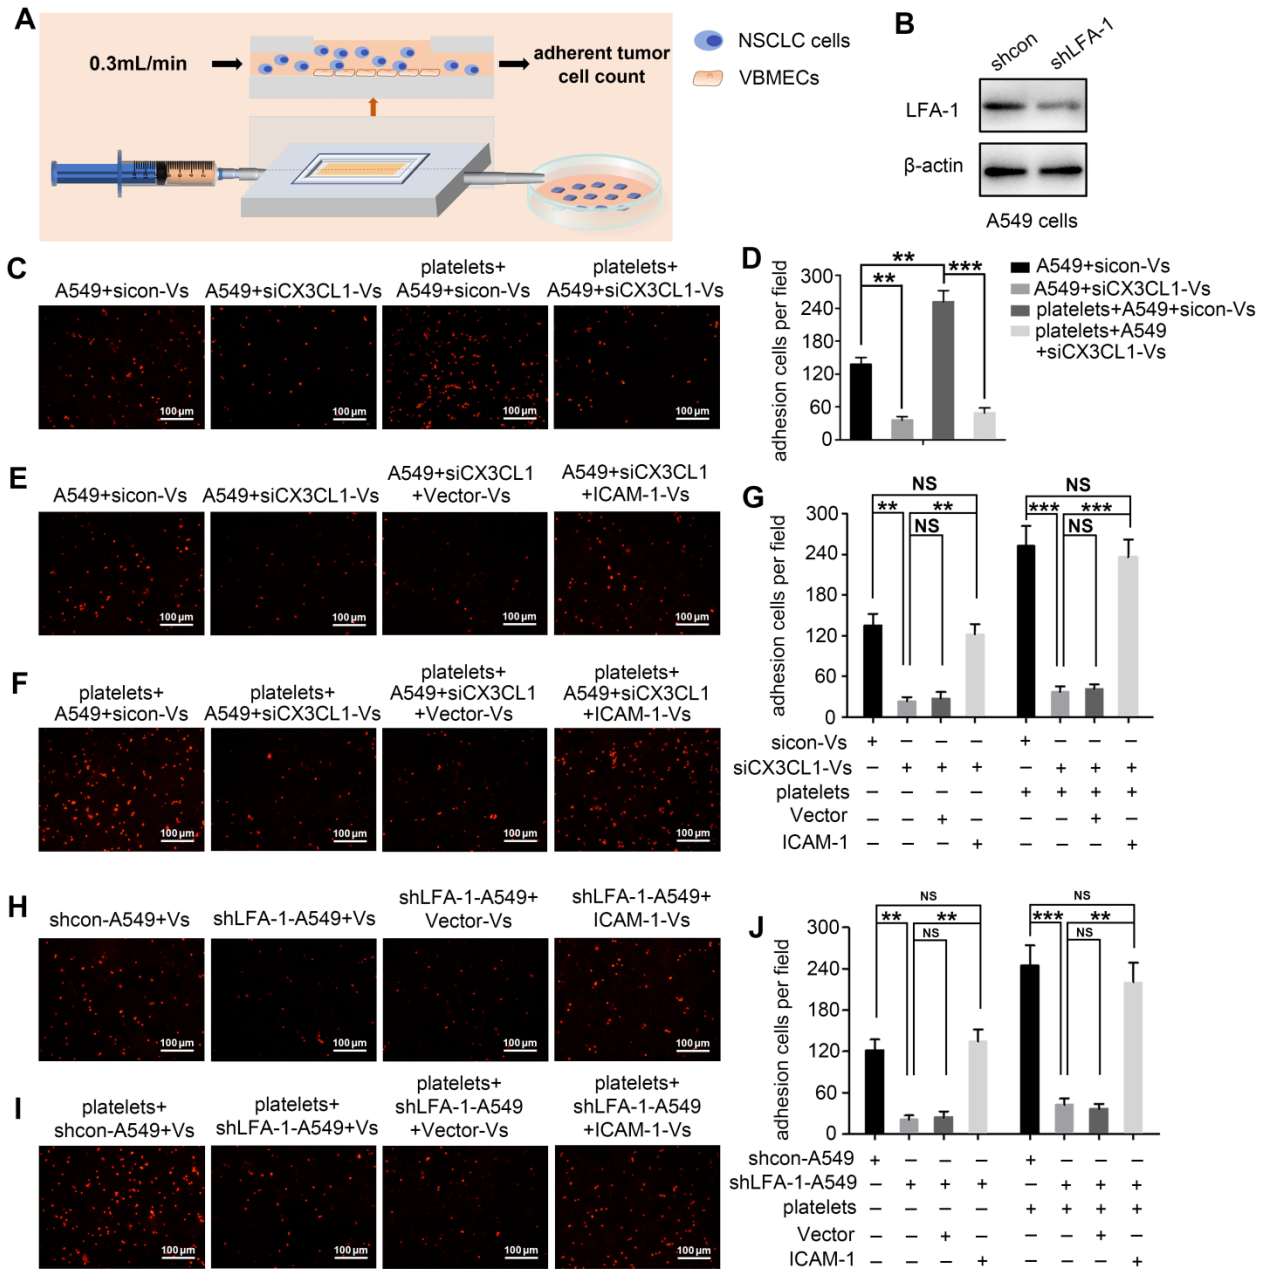 A
0.3mL/min
adherent tumor
cell count
NSCLC cells
VBMECs
B
shcon
shLFA-1
LFA-1
β-actin
A549 cells
C
A549+sicon-Vs
A549+siCX3CL1-Vs
platelets+
A549+sicon-Vs
platelets+
A549+siCX3CL1-Vs
100 μm
100 μm
100 μm
100 μm
D
adhesion cells per field
300
240
180
120
60
0
**
**
***
A549+sicon-Vs
A549+siCX3CL1-Vs
platelets+A549+sicon-Vs
platelets+A549
+siCX3CL1-Vs
E
A549+sicon-Vs
A549+siCX3CL1-Vs
A549+siCX3CL1
+Vector-Vs
A549+siCX3CL1
+ICAM-1-Vs
100 μm
100 μm
100 μm
100 μm
F
platelets+
A549+sicon-Vs
platelets+
A549+siCX3CL1-Vs
platelets+
A549+siCX3CL1
+Vector-Vs
platelets+
A549+siCX3CL1
+ICAM-1-Vs
100 μm
100 μm
100 μm
100 μm
G
adhesion cells per field
300
240
180
120
60
0
NS
** **
NS
NS
*** ***
NS
sicon-Vs + − − − + − − −
siCX3CL1-Vs − + + + − + + +
platelets − − − − + + + +
Vector − − + − − − + −
ICAM-1 − − − + − − − +
H
shcon-A549+Vs
shLFA-1-A549+Vs
shLFA-1-A549+
Vector-Vs
shLFA-1-A549+
ICAM-1-Vs
100 μm
100 μm
100 μm
100 μm
I
platelets+
shcon-A549+Vs
platelets+
shLFA-1-A549+Vs
platelets+
shLFA-1-A549
+Vector-Vs
platelets+
shLFA-1-A549
+ICAM-1-Vs
100 μm
100 μm
100 μm
100 μm
J
adhesion cells per field
300
240
180
120
60
0
NS
** **
NS
NS
*** **
NS
shcon-A549 + − − − + − − −
shLFA-1-A549 − + + + − + + +
platelets − − − − + + + +
Vector − − + − − − + −
ICAM-1 − − − + − − − +